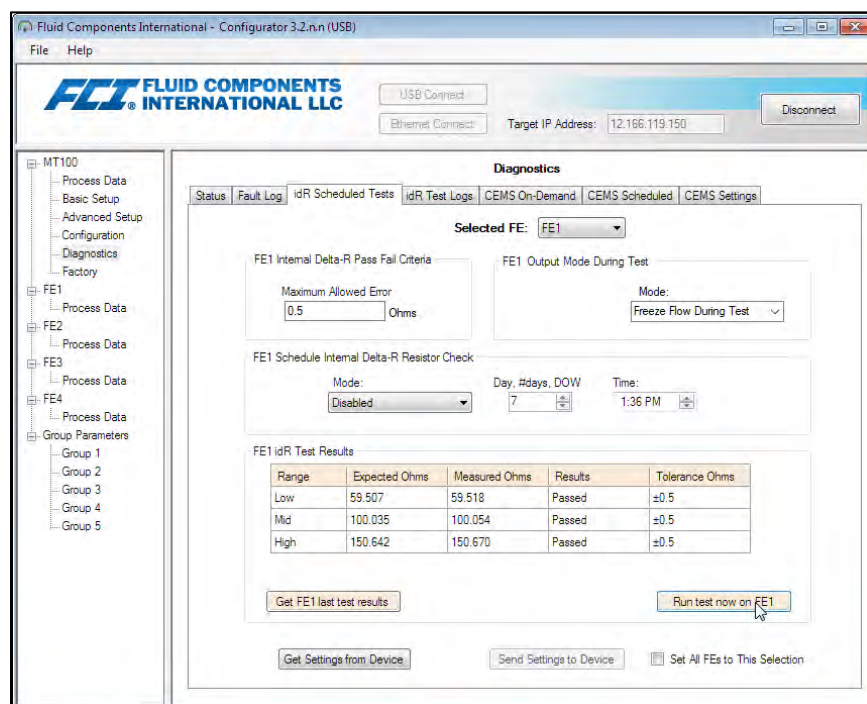 Fluid Components International - Configurator 3.2.n.n (USB)
File Help
FCI FLUID COMPONENTS
® INTERNATIONAL LLC
USB Connect
Ethernet Connect
Target IP Address: 12.166.119.150
Disconnect
MT100
Process Data
Basic Setup
Advanced Setup
Configuration
Diagnostics
Factory
FE1
Process Data
FE2
Process Data
FE3
Process Data
FE4
Process Data
Group Parameters
Group 1
Group 2
Group 3
Group 4
Group 5
Diagnostics
Status Fault Log idR Scheduled Tests idR Test Logs CEMS On-Demand CEMS Scheduled CEMS Settings
Selected FE: FE1
FE1 Internal Delta-R Pass Fail Criteria
Maximum Allowed Error
0.5 Ohms
FE1 Output Mode During Test
Mode:
Freeze Flow During Test
FE1 Schedule Internal Delta-R Resistor Check
Mode: Day, #days, DOW Time:
Disabled 7 1:36 PM
FE1 idR Test Results
Range Expected Ohms Measured Ohms Results Tolerance Ohms
Low 59.507 59.518 Passed ±0.5
Mid 100.035 100.054 Passed ±0.5
High 150.642 150.670 Passed ±0.5
Get FE1 last test results Run test now on FE1
Get Settings from Device Send Settings to Device Set All FEs to This Selection